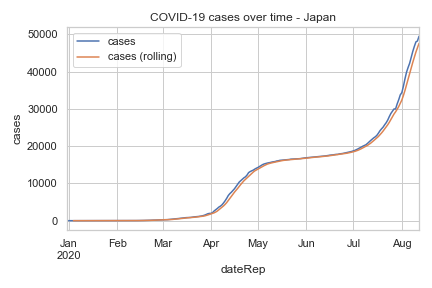 COVID-19 cases over time - Japan
cases
cases (rolling)
50000
40000
30000
20000
10000
0
cases
Jan Feb Mar Apr May Jun Jul Aug
2020
dateRep